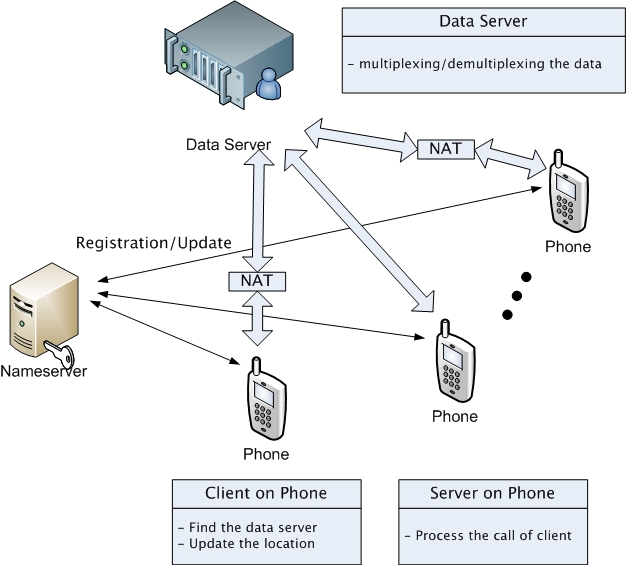 Data Server
- multiplexing/demultiplexing the data
Data Server
NAT
Phone
Registration/Update
NAT
Nameserver
Phone
Phone
Client on Phone
- Find the data server
- Update the location
Server on Phone
- Process the call of client